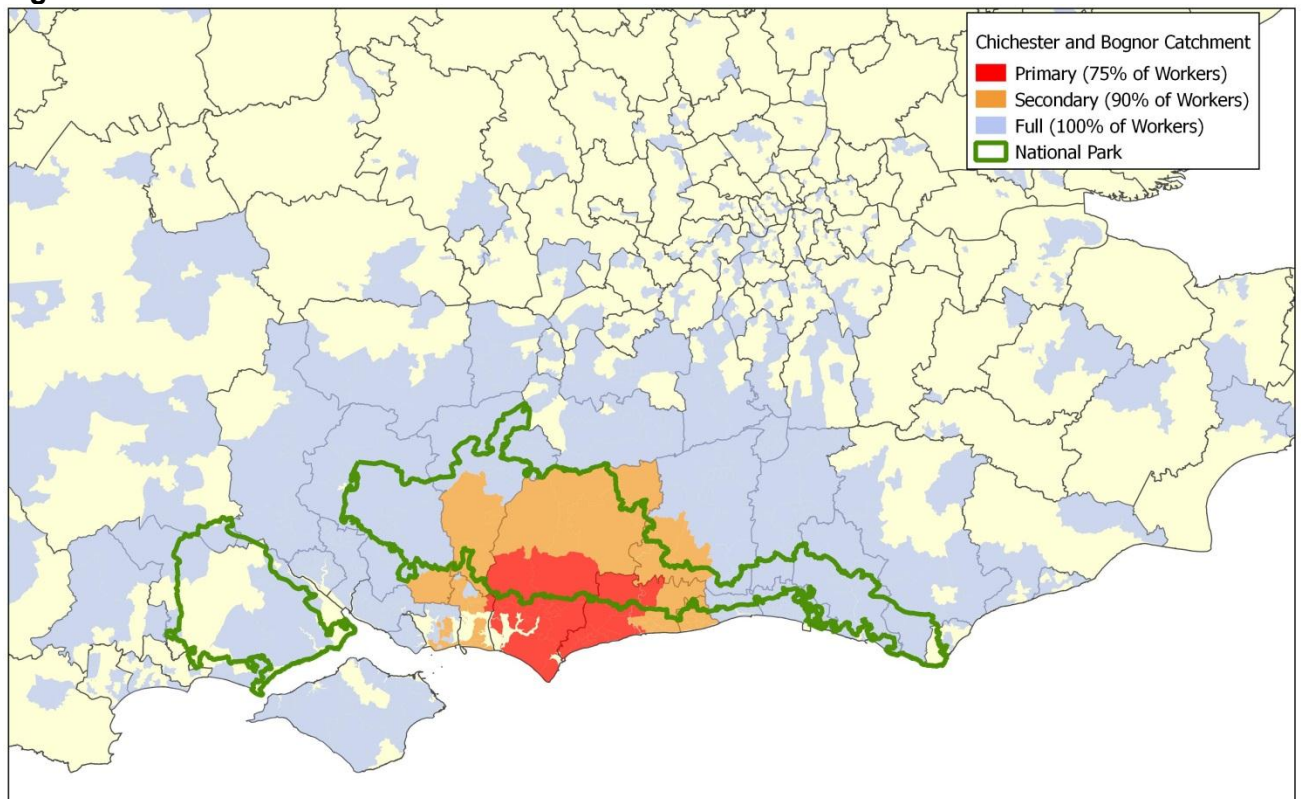 Chichester and Bognor Catchment
Primary (75% of Workers)
Secondary (90% of Workers)
Full (100% of Workers)
National Park